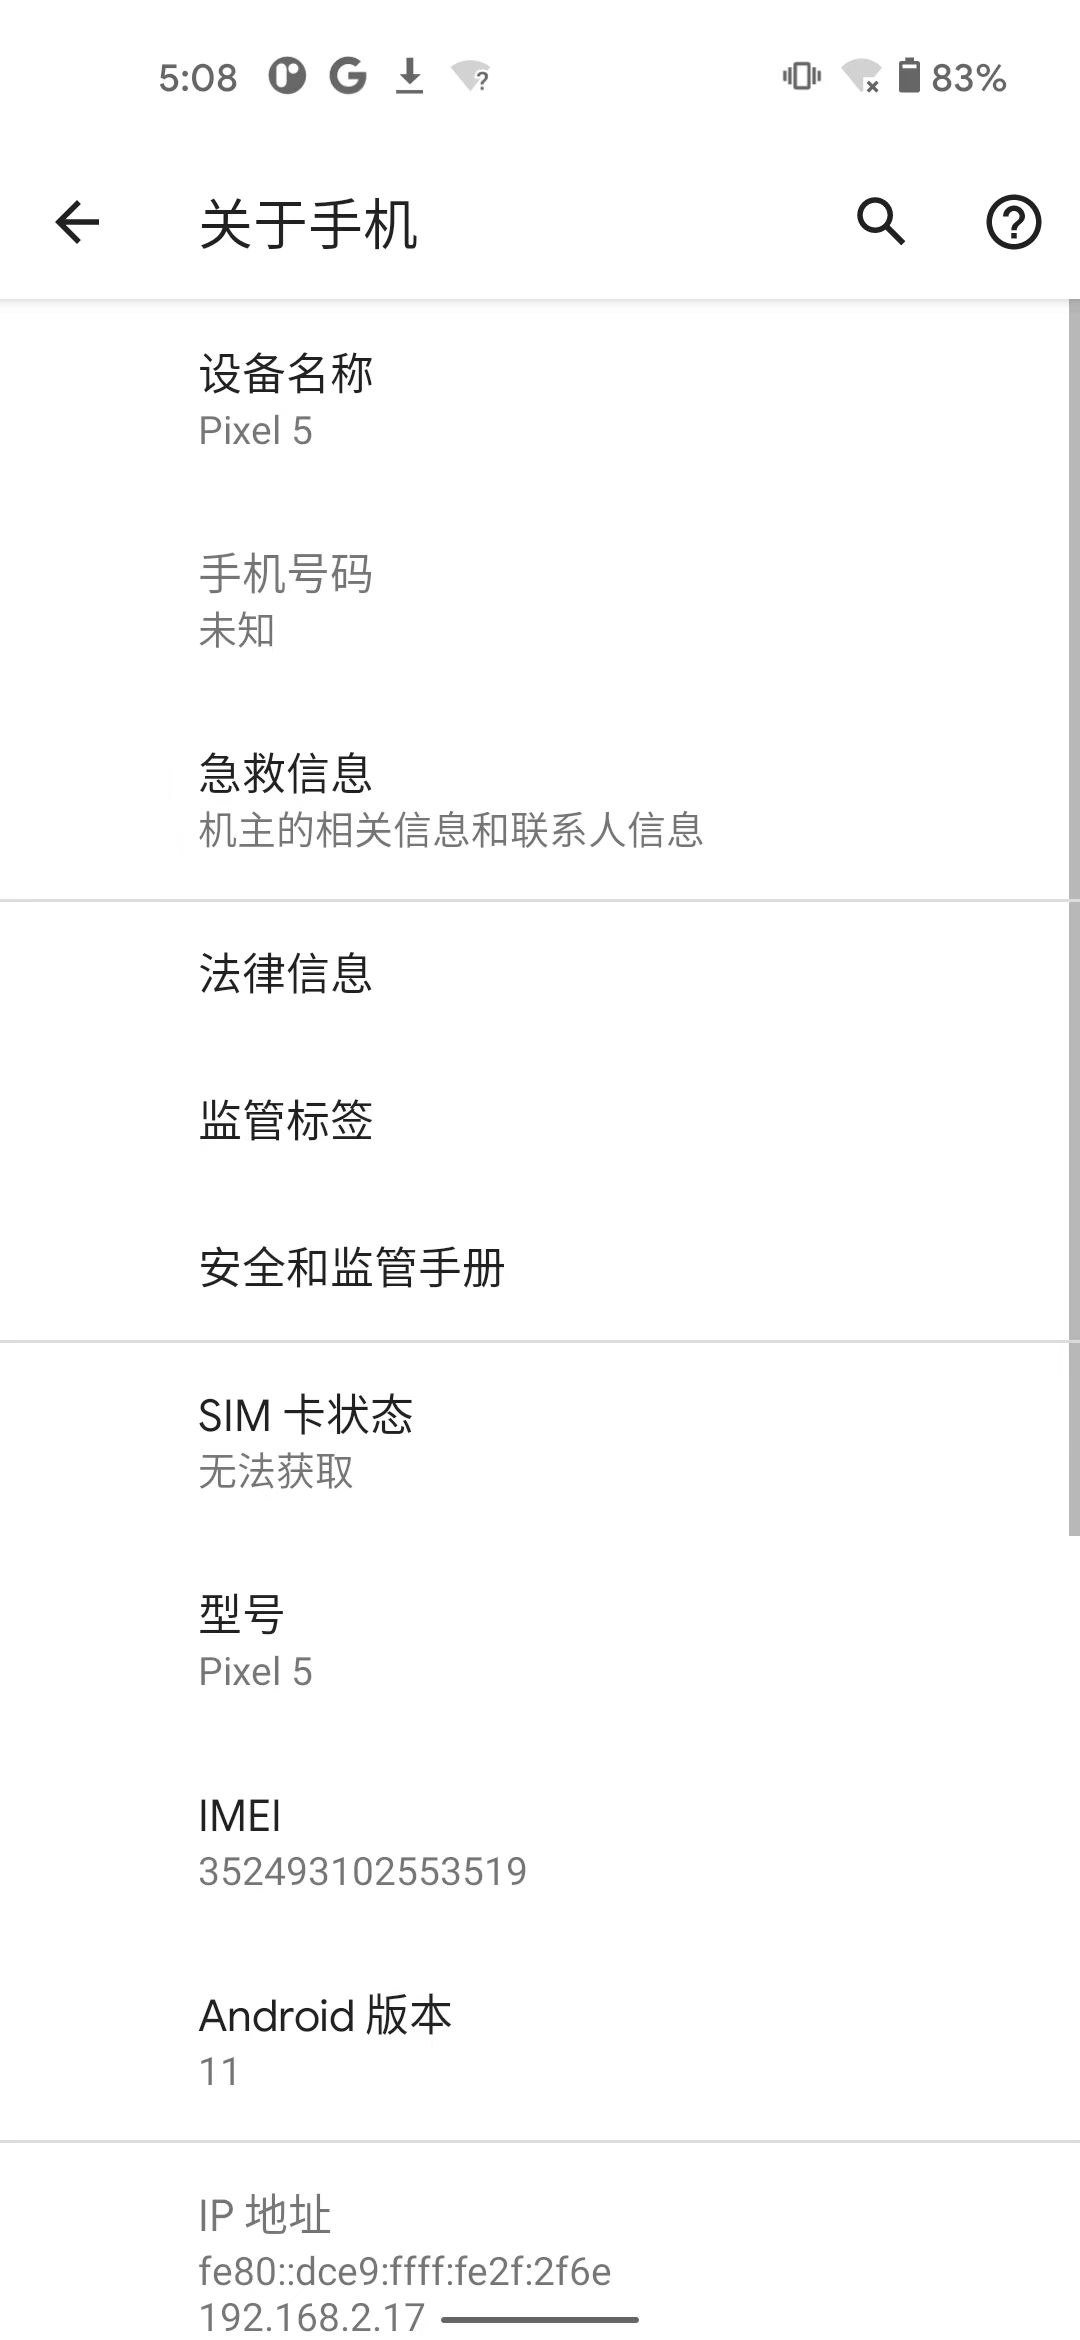 5:08 83%
关于手机
设备名称
Pixel 5
手机号码
未知
急救信息
机主的相关信息和联系人信息
法律信息
监管标签
安全和监管手册
SIM 卡状态
无法获取
型号
Pixel 5
IMEI
352493102553519
Android 版本
11
IP 地址
fe80::dce9:ffff:fe2f:2f6e
192.168.2.17